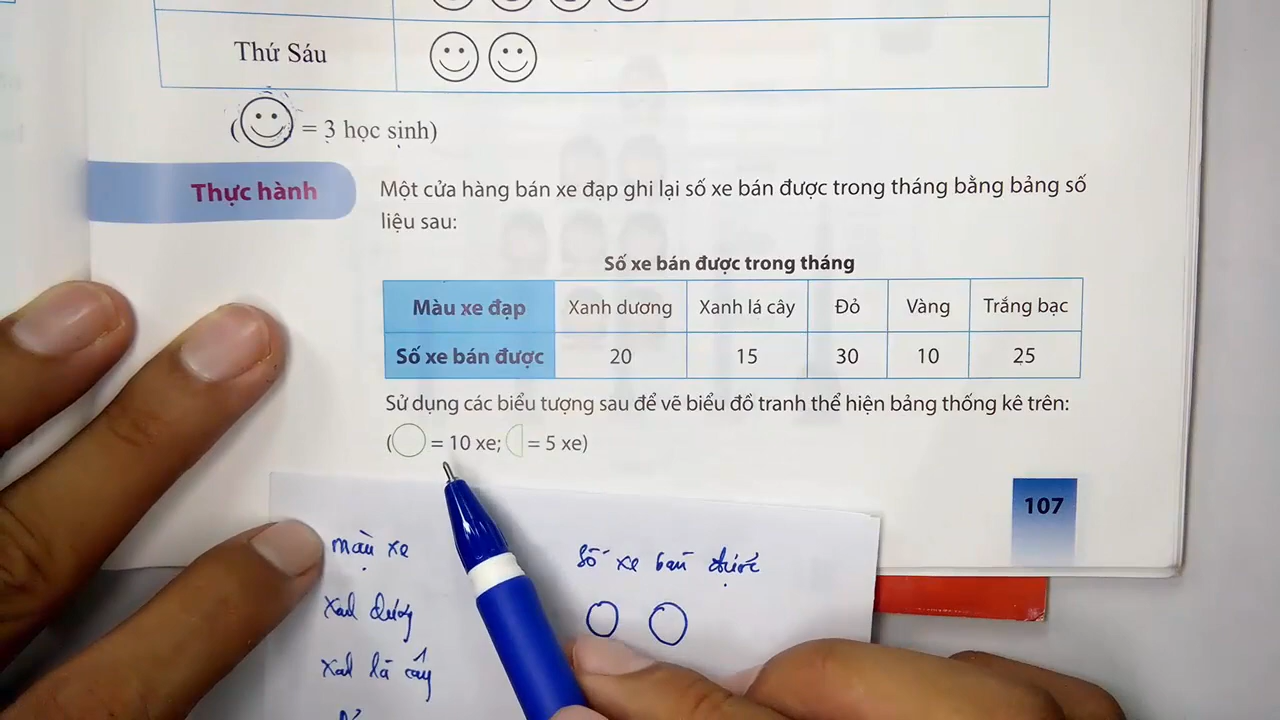 Thứ Sáu
( = 3 học sinh)
Thực hành
Một cửa hàng bán xe đạp ghi lại số xe bán được trong tháng bằng bảng số
liệu sau:
Số xe bán được trong tháng
Màu xe đạp Xanh dương Xanh lá cây Đỏ Vàng Trắng bạc
Số xe bán được 20 15 30 10 25
Sử dụng các biểu tượng sau để vẽ biểu đồ tranh thể hiện bảng thống kê trên:
( = 10 xe; = 5 xe)
107
màu xe
số xe bán được
xanh dương
xanh lá cây